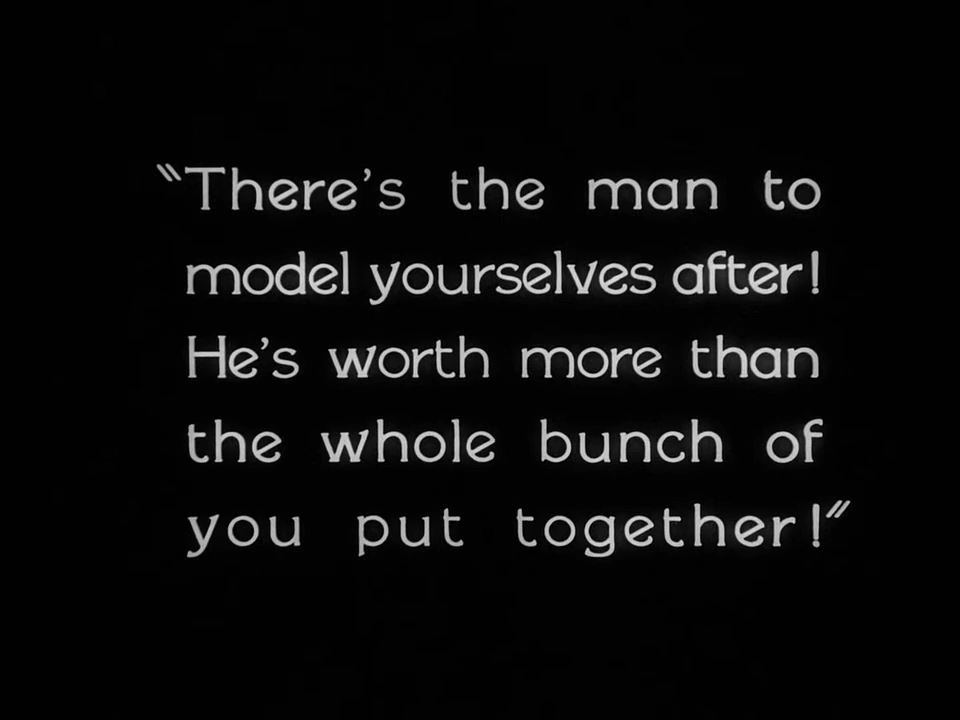 "There's the man to
model yourselves after!
He's worth more than
the whole bunch of
you put together!"